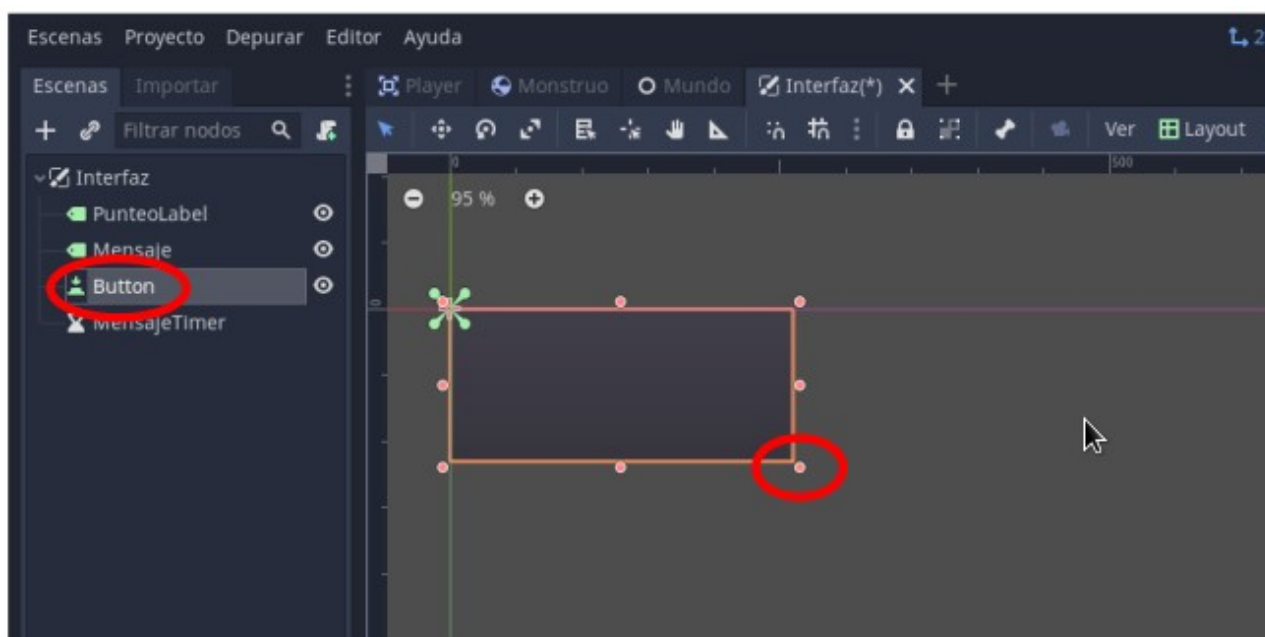 Escenas Proyecto Depurar Editor Ayuda
Escenas Importar
Player Monstruo Mundo Interfaz(*)
Filtrar nodos
Ver Layout
0 500
95 %
0
Interfaz
PunteoLabel
Mensaje
Button
MensajeTimer